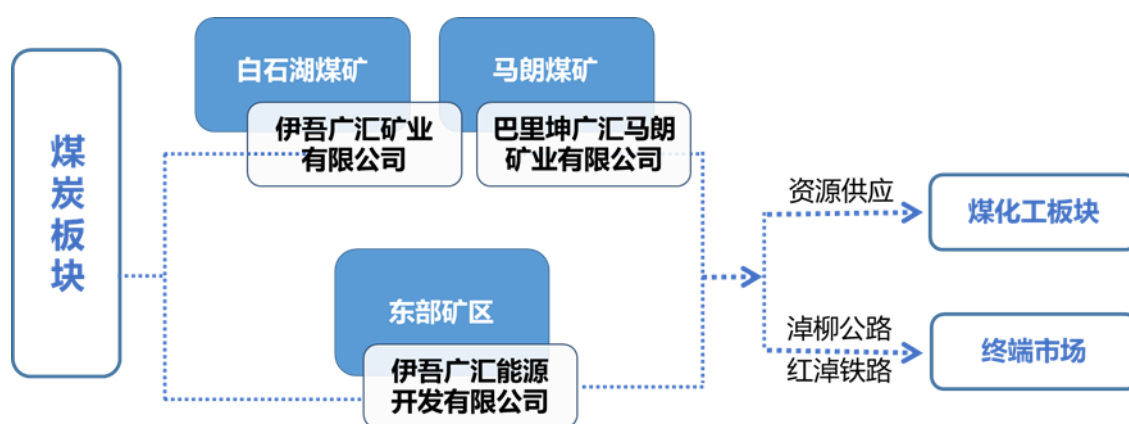 煤炭板块
白石湖煤矿
伊吾广汇矿业
有限公司
马朗煤矿
巴里坤广汇马朗
矿业有限公司
东部矿区
伊吾广汇能源
开发有限公司
资源供应
煤化工板块
淖柳公路
红淖铁路
终端市场